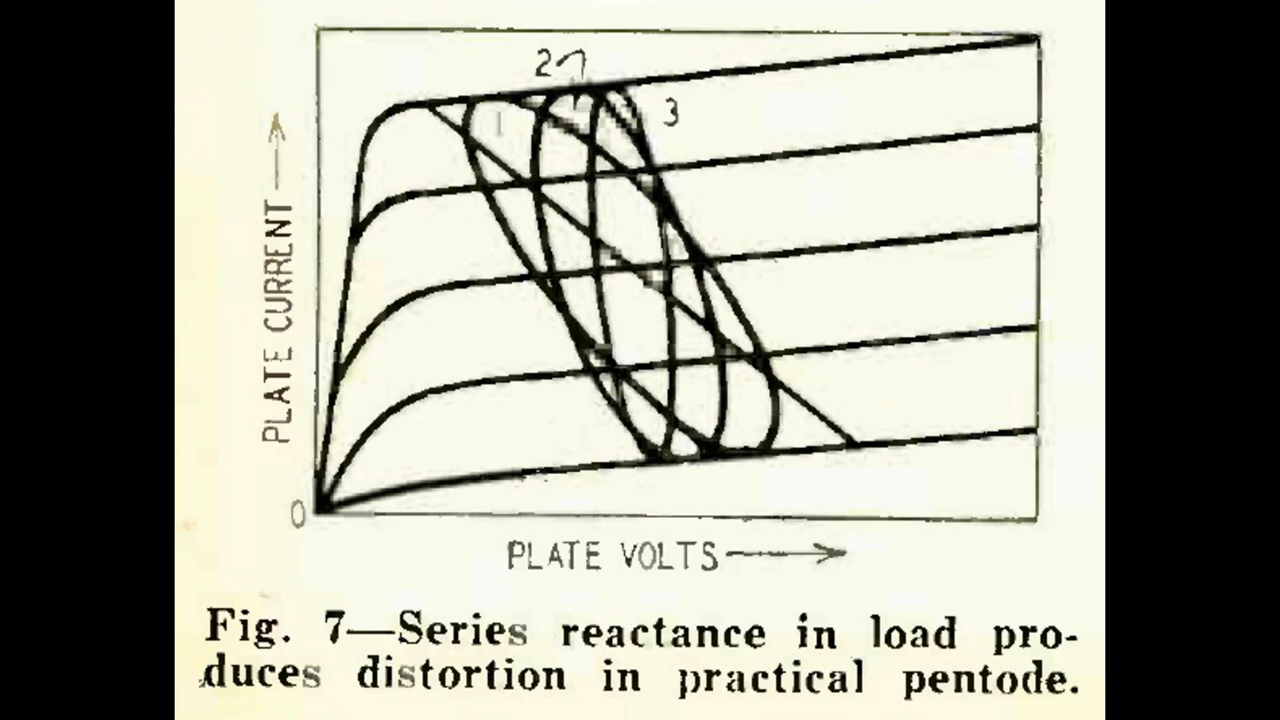 2
1
3
PLATE CURRENT
0
PLATE VOLTS
Fig. 7—Series reactance in load pro-
duces distortion in practical pentode.